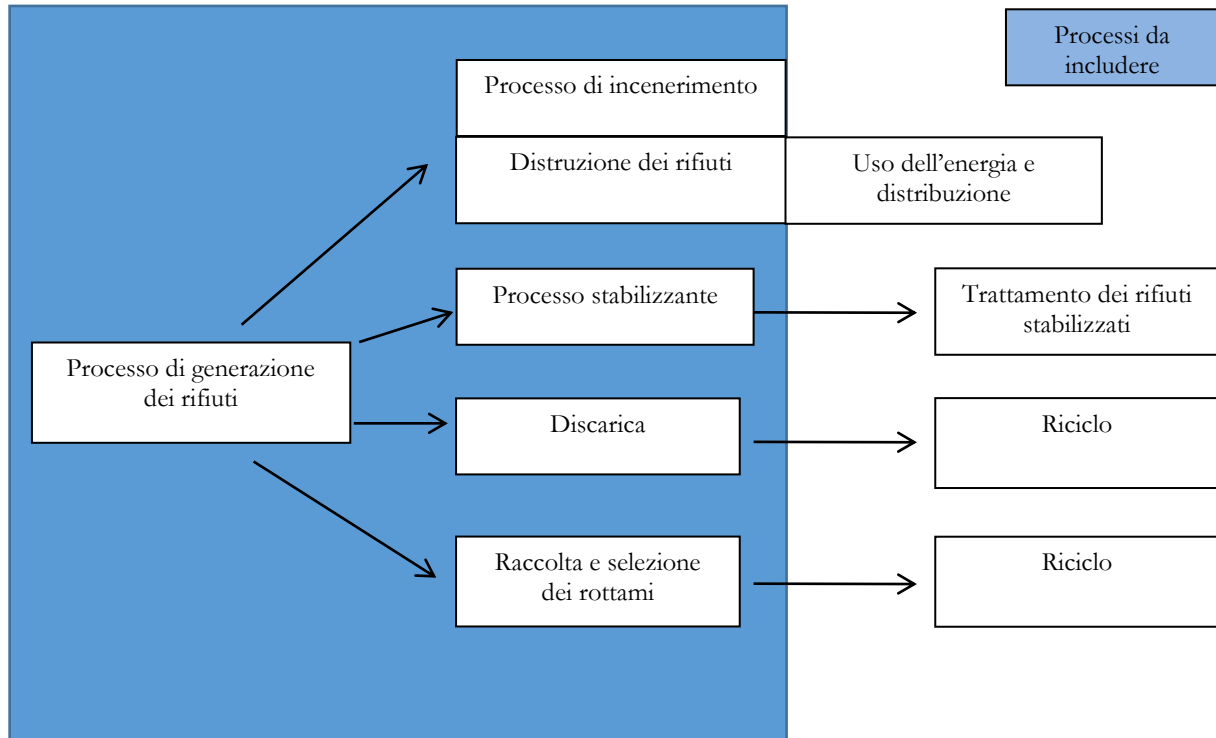 Processi da
includere
Processo di incenerimento
Distruzione dei rifiuti
Uso dell’energia e
distribuzione
Processo stabilizzante
Trattamento dei rifiuti
stabilizzati
Processo di generazione
dei rifiuti
Discarica
Riciclo
Raccolta e selezione
dei rottami
Riciclo